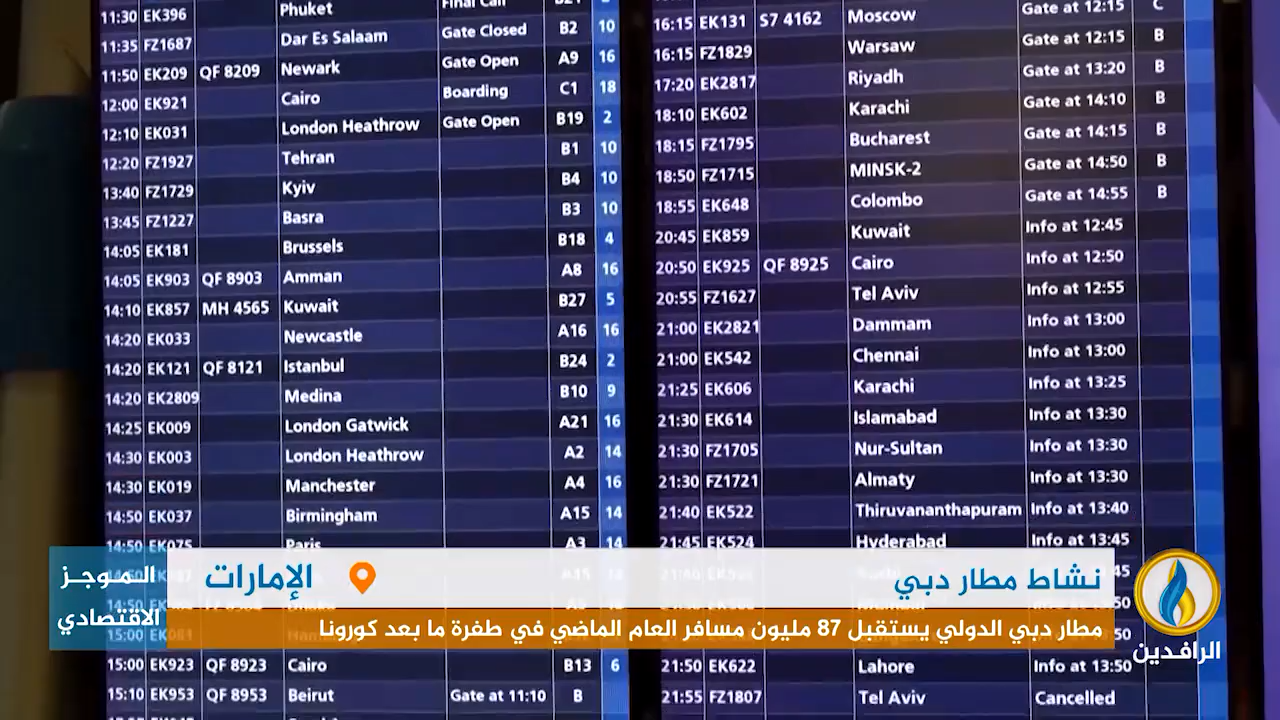 11:30 EK396 Phuket Final Call B21
11:35 FZ1687 Dar Es Salaam Gate Closed B2 10
11:50 EK209 QF 8209 Newark Gate Open A9 16
12:00 EK921 Cairo Boarding C1 18
12:10 EK031 London Heathrow Gate Open B19 2
12:20 FZ1927 Tehran B1 10
13:40 FZ1729 Kyiv B4 10
13:45 FZ1227 Basra B3 10
14:05 EK181 Brussels B18 4
14:05 EK903 QF 8903 Amman A8 16
14:10 EK857 MH 4565 Kuwait B27 5
14:20 EK033 Newcastle A16 16
14:20 EK121 QF 8121 Istanbul B24 2
14:20 EK2809 Medina B10 9
14:25 EK009 London Gatwick A21 16
14:30 EK003 London Heathrow A2 14
14:30 EK019 Manchester A4 16
14:50 EK037 Birmingham A15 14
14:50 EK075 Paris A3 14
15:00 EK081
15:00 EK923 QF 8923 Cairo B13 6
15:10 EK953 QF 8953 Beirut Gate at 11:10 B
16:15 EK131 S7 4162 Moscow Gate at 12:15 C
16:15 FZ1829 Warsaw Gate at 12:15 B
17:20 EK2817 Riyadh Gate at 13:20 B
18:10 EK602 Karachi Gate at 14:10 B
18:15 FZ1795 Bucharest Gate at 14:15 B
18:50 FZ1715 MINSK-2 Gate at 14:50 B
18:55 EK648 Colombo Gate at 14:55 B
20:45 EK859 Kuwait Info at 12:45
20:50 EK925 QF 8925 Cairo Info at 12:50
20:55 FZ1627 Tel Aviv Info at 12:55
21:00 EK2821 Dammam Info at 13:00
21:00 EK542 Chennai Info at 13:00
21:25 EK606 Karachi Info at 13:25
21:30 EK614 Islamabad Info at 13:30
21:30 FZ1705 Nur-Sultan Info at 13:30
21:30 FZ1721 Almaty Info at 13:30
21:40 EK522 Thiruvananthapuram Info at 13:40
21:45 EK524 Hyderabad Info at 13:45
21:50 EK622 Lahore Info at 13:50
21:55 FZ1807 Tel Aviv Cancelled
نشاط مطار دبي
الإمارات
الموجز
الاقتصادي
مطار دبي الدولي يستقبل 87 مليون مسافر العام الماضي في طفرة ما بعد كورونا
الرافدين